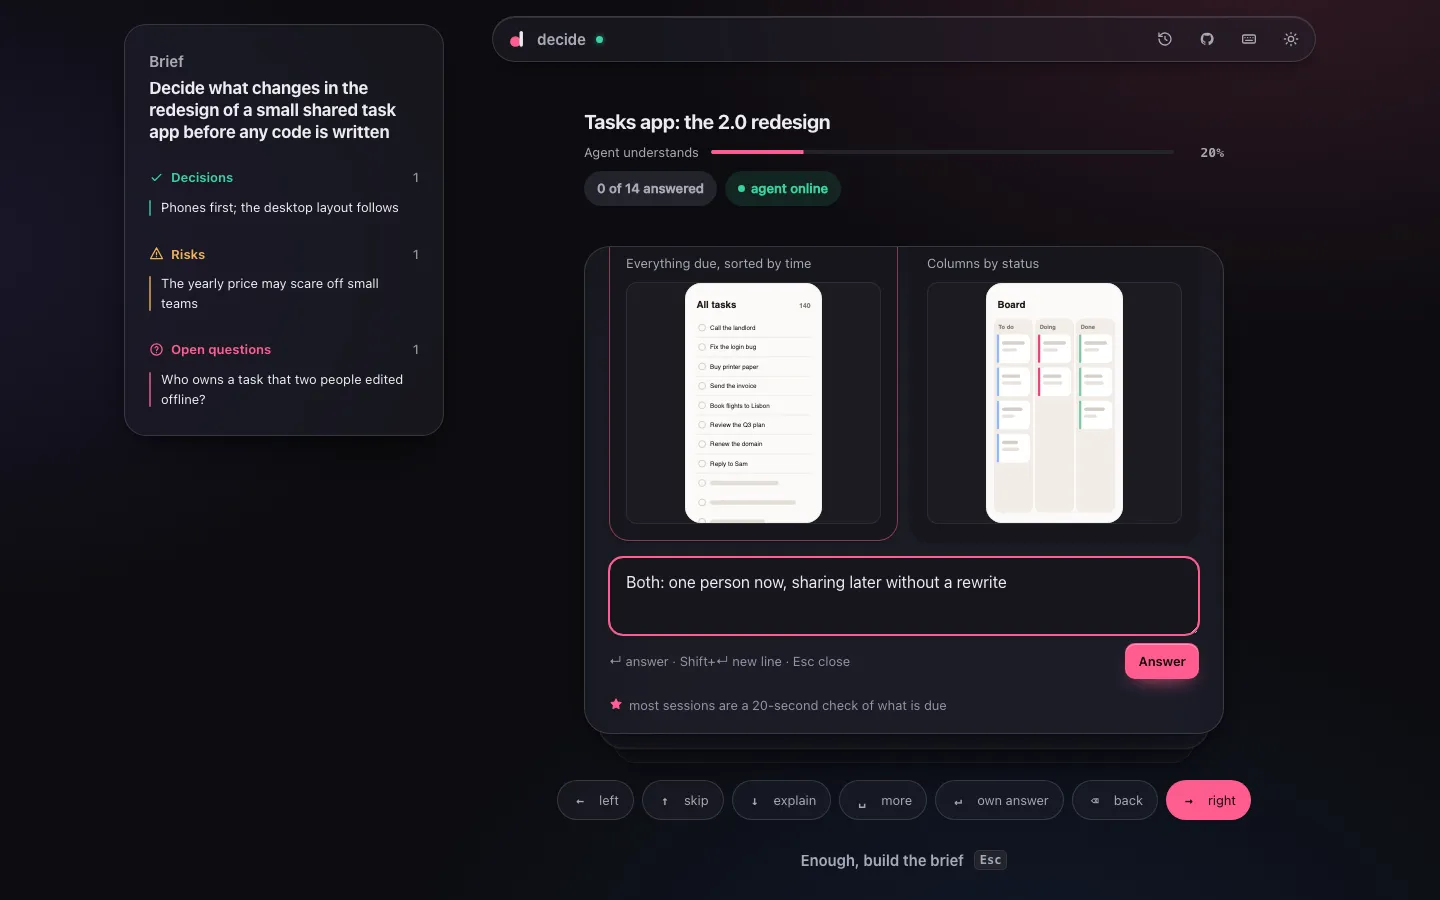 Brief
Decide what changes in the
redesign of a small shared task
app before any code is written
Decisions 1
Phones first; the desktop layout follows
Risks 1
The yearly price may scare off small
teams
Open questions 1
Who owns a task that two people edited
offline?
decide
Tasks app: the 2.0 redesign
Agent understands 20%
0 of 14 answered agent online
Everything due, sorted by time
All tasks 140
Call the landlord
Fix the login bug
Buy printer paper
Send the invoice
Book flights to Lisbon
Review the Q3 plan
Renew the domain
Reply to Sam
Columns by status
Board
To do Doing Done
Both: one person now, sharing later without a rewrite
↵ answer · Shift+↵ new line · Esc close
Answer
★ most sessions are a 20-second check of what is due
← left ↑ skip ↓ explain ␣ more ↵ own answer ⌫ back → right
Enough, build the brief Esc